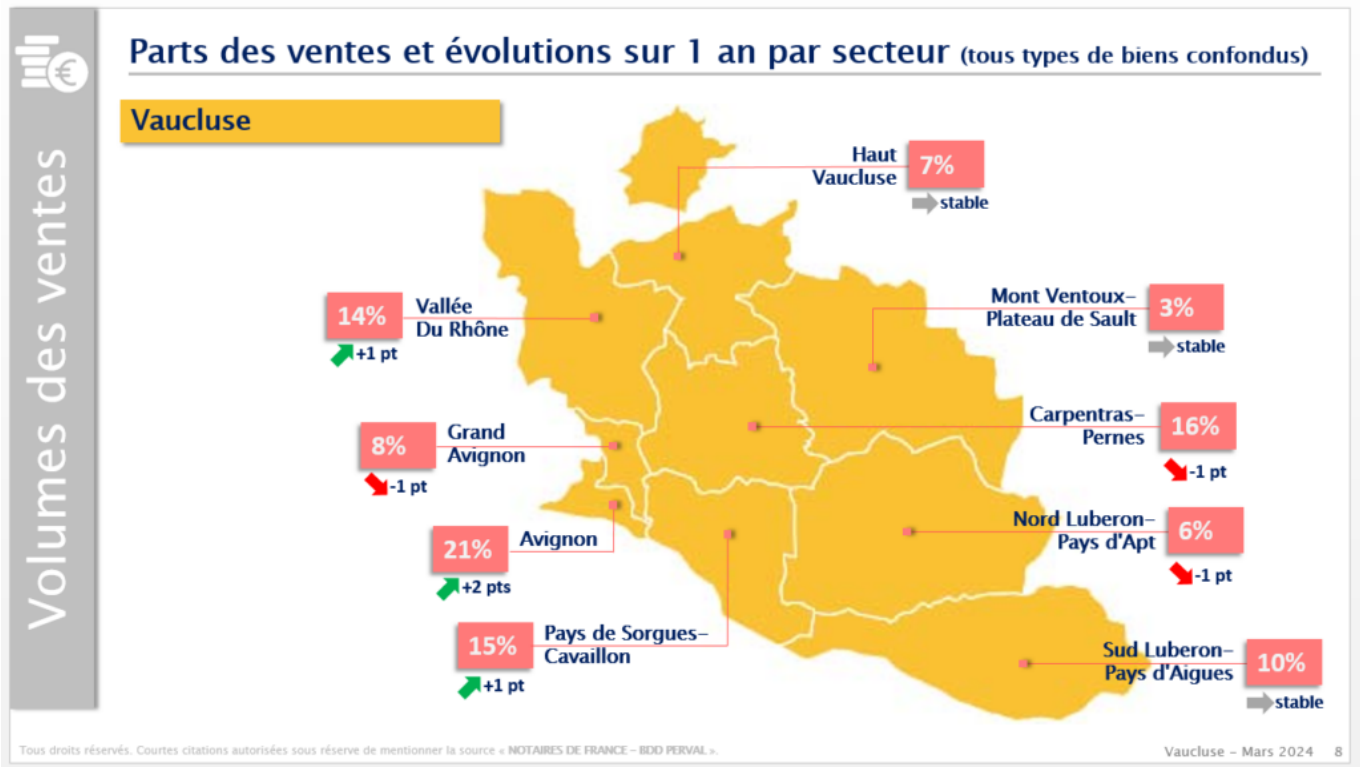 Volumes des ventes
€
Parts des ventes et évolutions sur 1 an par secteur (tous types de biens confondus)
Vaucluse
Haut
Vaucluse
7%
stable
14%
Vallée
Du Rhône
+1 pt
Mont Ventoux–
Plateau de Sault
3%
stable
8%
Grand
Avignon
-1 pt
Carpentras–
Pernes
16%
-1 pt
21%
Avignon
+2 pts
Nord Luberon–
Pays d'Apt
6%
-1 pt
15%
Pays de Sorgues–
Cavaillon
+1 pt
Sud Luberon–
Pays d'Aigues
10%
stable
Tous droits réservés. Courtes citations autorisées sous réserve de mentionner la source « NOTAIRES DE FRANCE – BDD PERVAL ».
Vaucluse – Mars 2024 8